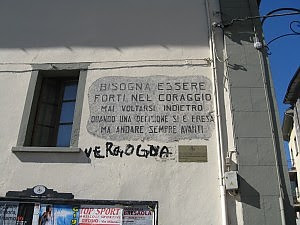 BISOGNA ESSERE
FORTI NEL CORAGGIO
MAI VOLTARSI INDIETRO
QUANDO UNA DECISIONE SI È PRESA
MA ANDARE SEMPRE AVANTI
VERGOGNA
TOP SPORT